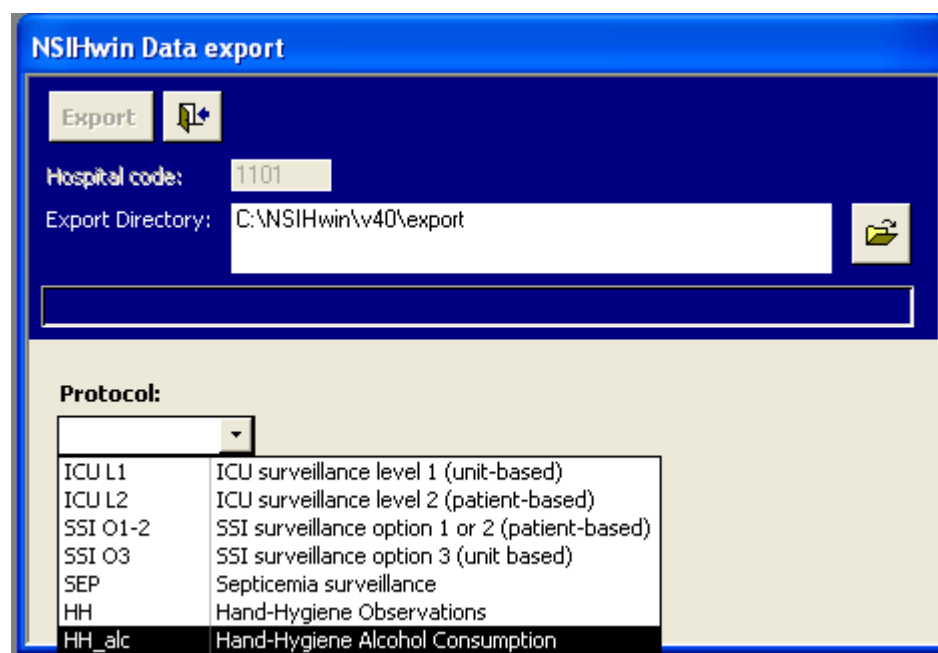 NSIHwin Data export
Export
Hospital code: 1101
Export Directory: C:\NSIHwin\v40\export
Protocol:
ICU L1 ICU surveillance level 1 (unit-based)
ICU L2 ICU surveillance level 2 (patient-based)
SSI O1-2 SSI surveillance option 1 or 2 (patient-based)
SSI O3 SSI surveillance option 3 (unit based)
SEP Septicemia surveillance
HH Hand-Hygiene Observations
HH_alc Hand-Hygiene Alcohol Consumption